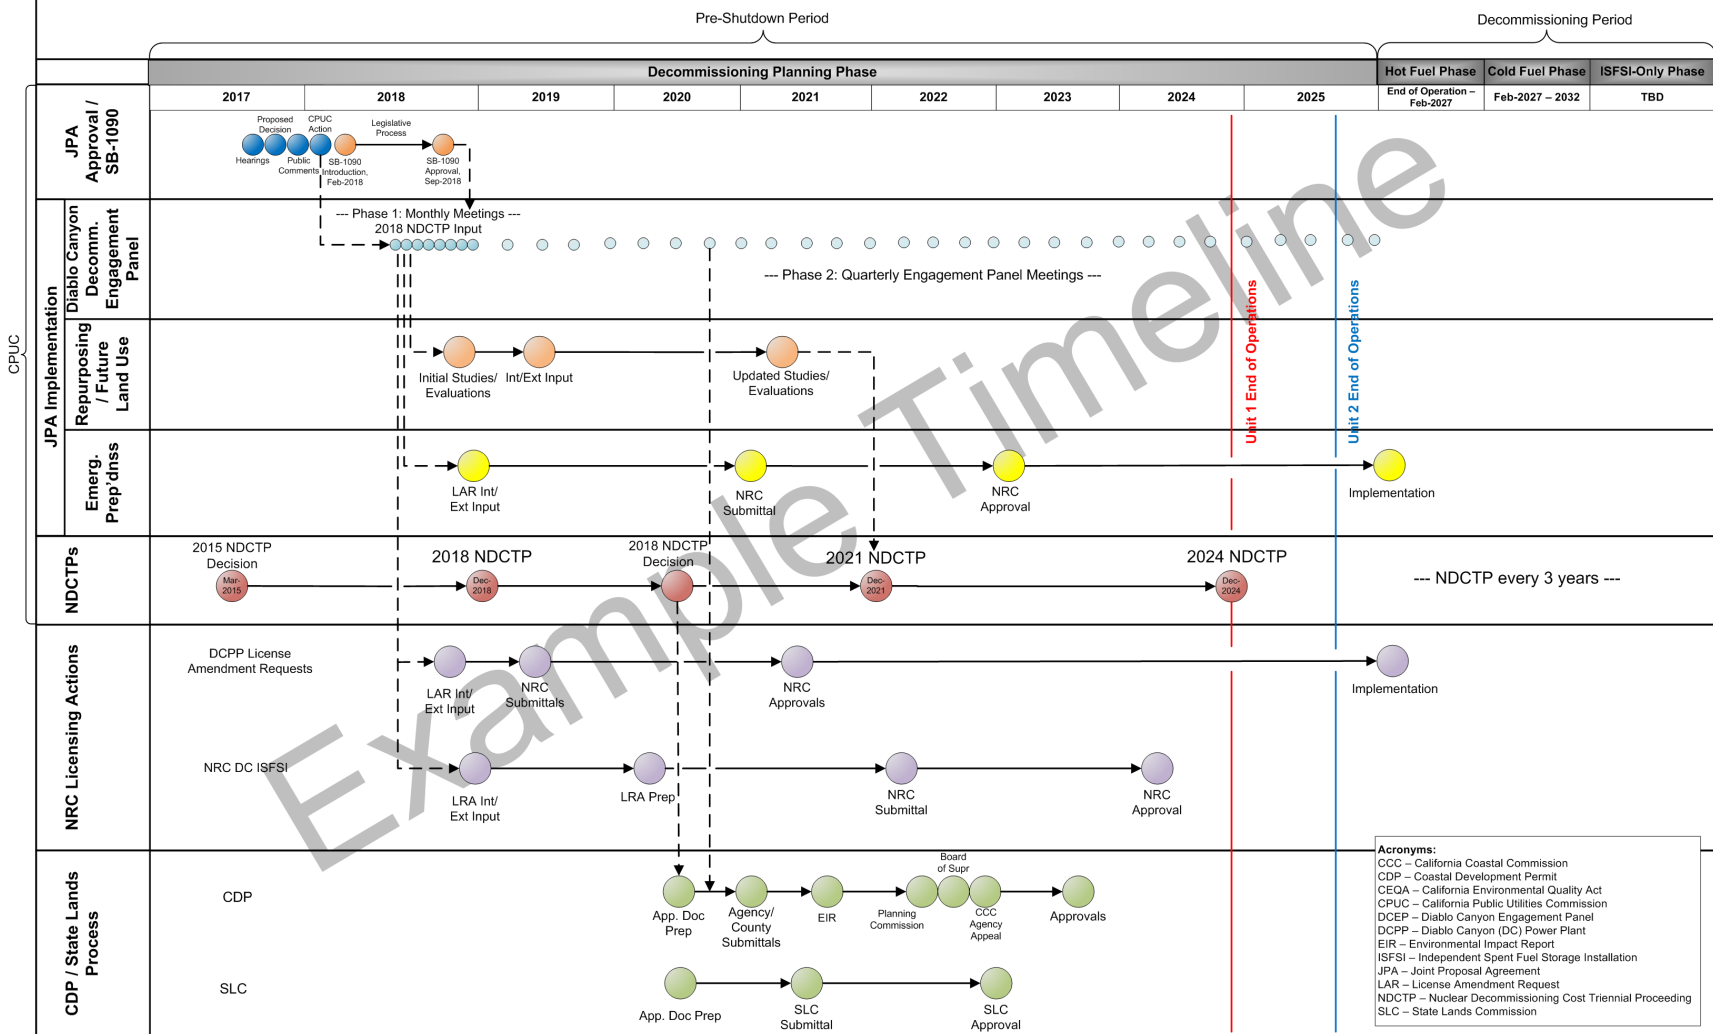 Pre-Shutdown Period
Decommissioning Period
Decommissioning Planning Phase
Hot Fuel Phase
Cold Fuel Phase
ISFSI-Only Phase
2017
2018
2019
2020
2021
2022
2023
2024
2025
End of Operation –
Feb-2027
Feb-2027 – 2032
TBD
CPUC
JPA
Approval /
SB-1090
Proposed
Decision
CPUC
Action
Legislative
Process
Hearings
Public
Comments
SB-1090
Introduction,
Feb-2018
SB-1090
Approval,
Sep-2018
JPA Implementation
Diablo Canyon
Decomm.
Engagement
Panel
--- Phase 1: Monthly Meetings ---
2018 NDCTP Input
--- Phase 2: Quarterly Engagement Panel Meetings ---
Unit 1 End of Operations
Unit 2 End of Operations
Repurposing
/ Future
Land Use
Initial Studies/
Evaluations
Int/Ext Input
Updated Studies/
Evaluations
Emerg.
Prep'dnss
LAR Int/
Ext Input
NRC
Submittal
NRC
Approval
Implementation
NDCTPs
2015 NDCTP
Decision
Mar-
2015
2018 NDCTP
Dec-
2018
2018 NDCTP
Decision
2021 NDCTP
Dec-
2021
2024 NDCTP
Dec-
2024
--- NDCTP every 3 years ---
NRC Licensing Actions
DCPP License
Amendment Requests
LAR Int/
Ext Input
NRC
Submittals
NRC
Approvals
Implementation
NRC DC ISFSI
LRA Int/
Ext Input
LRA Prep
NRC
Submittal
NRC
Approval
CDP / State Lands
Process
CDP
App. Doc
Prep
Agency/
County
Submittals
EIR
Planning
Commission
Board
of Supr
CCC
Agency
Appeal
Approvals
SLC
App. Doc Prep
SLC
Submittal
SLC
Approval
Acronyms:
CCC – California Coastal Commission
CDP – Coastal Development Permit
CEQA – California Environmental Quality Act
CPUC – California Public Utilities Commission
DCEP – Diablo Canyon Engagement Panel
DCPP – Diablo Canyon (DC) Power Plant
EIR – Environmental Impact Report
ISFSI – Independent Spent Fuel Storage Installation
JPA – Joint Proposal Agreement
LAR – License Amendment Request
NDCTP – Nuclear Decommissioning Cost Triennial Proceeding
SLC – State Lands Commission
Example Timeline